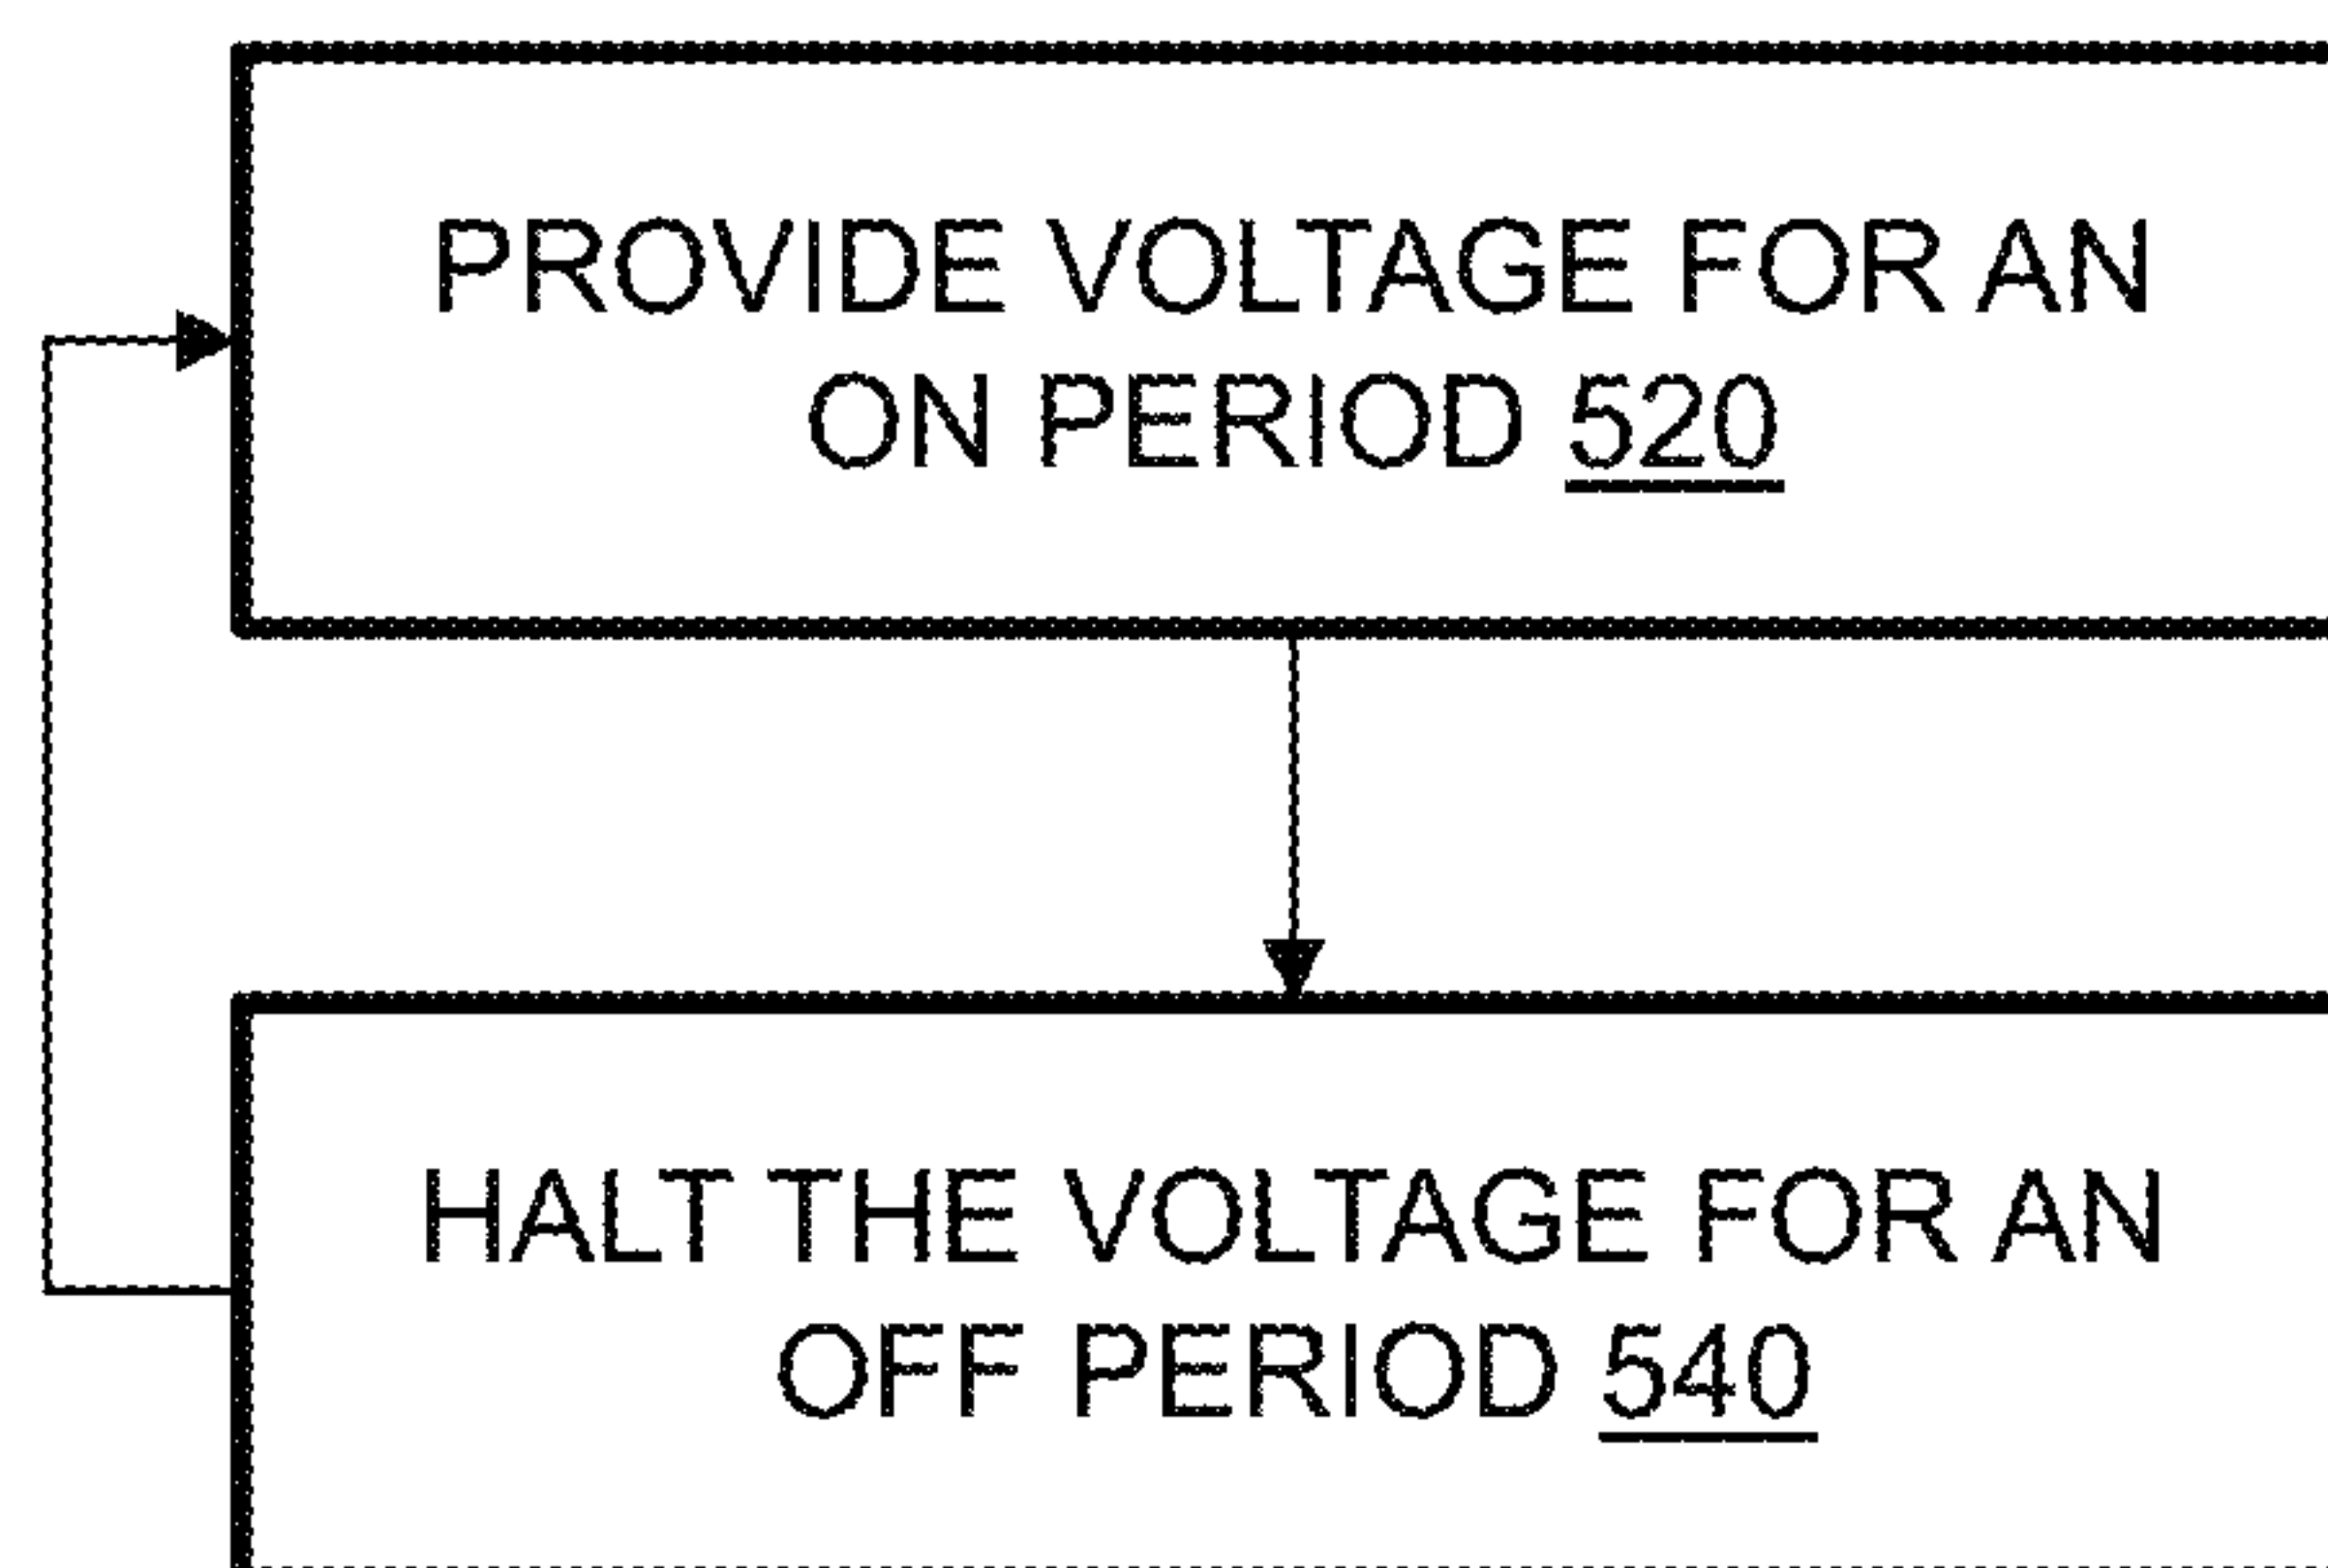 PROVIDE VOLTAGE FOR AN
ON PERIOD 520
HALT THE VOLTAGE FOR AN
OFF PERIOD 540